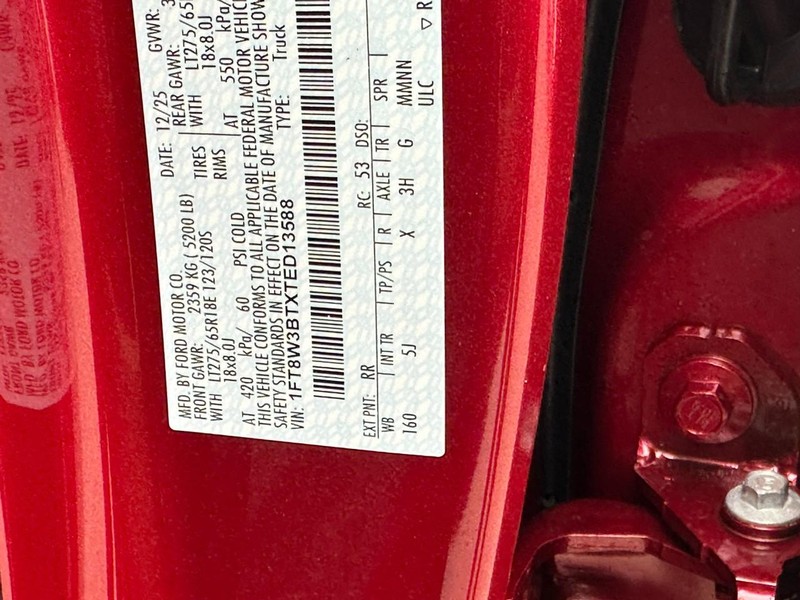 MFD. BY FORD MOTOR CO.
DATE: 12/25
GVWR:
FRONT GAWR: 2359 KG ( 5200 LB)
REAR GAWR:
WITH LT275/65R18E 123/120S
TIRES
WITH LT275/65
18x8.0J
RIMS
18x8.0J
AT 420 kPa/ 60 PSI COLD
AT 550 kPa/
THIS VEHICLE CONFORMS TO ALL APPLICABLE FEDERAL MOTOR VEHIC
SAFETY STANDARDS IN EFFECT ON THE DATE OF MANUFACTURE SHOW
VIN: 1FT8W3BTXTED13588
TYPE: Truck
EXT PNT: RR
RC: 53
DSO:
WB | INT TR | TP/PS | R | AXLE | TR | SPR
160 5J X 3H G MMNN
ULC
▽ R